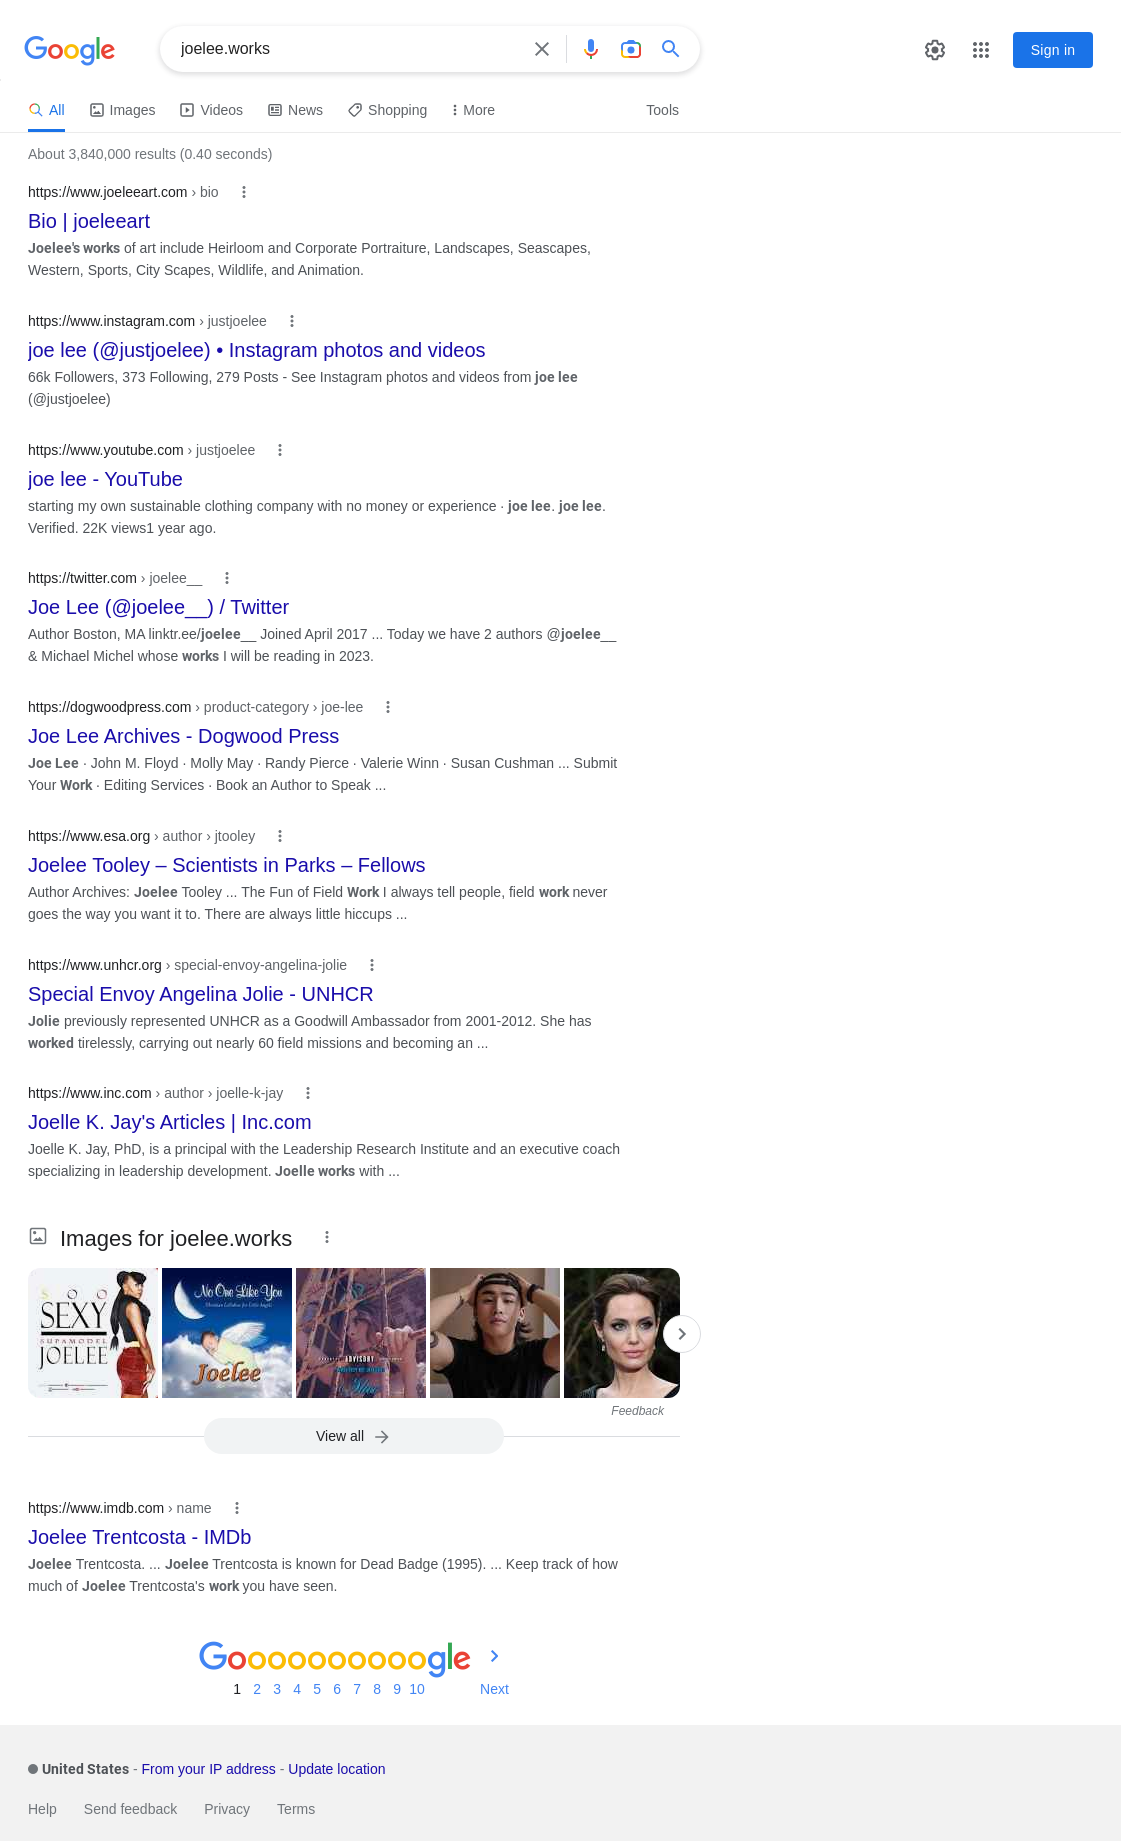 Google
joelee.works
Sign in
All Images Videos News Shopping More Tools
About 3,840,000 results (0.40 seconds)
https://www.joeleeart.com › bio
Bio | joeleeart
Joelee's works of art include Heirloom and Corporate Portraiture, Landscapes, Seascapes,
Western, Sports, City Scapes, Wildlife, and Animation.
https://www.instagram.com › justjoelee
joe lee (@justjoelee) • Instagram photos and videos
66k Followers, 373 Following, 279 Posts - See Instagram photos and videos from joe lee
(@justjoelee)
https://www.youtube.com › justjoelee
joe lee - YouTube
starting my own sustainable clothing company with no money or experience · joe lee. joe lee.
Verified. 22K views1 year ago.
https://twitter.com › joelee__
Joe Lee (@joelee__) / Twitter
Author Boston, MA linktr.ee/joelee__ Joined April 2017 ... Today we have 2 authors @joelee__
& Michael Michel whose works I will be reading in 2023.
https://dogwoodpress.com › product-category › joe-lee
Joe Lee Archives - Dogwood Press
Joe Lee · John M. Floyd · Molly May · Randy Pierce · Valerie Winn · Susan Cushman ... Submit
Your Work · Editing Services · Book an Author to Speak ...
https://www.esa.org › author › jtooley
Joelee Tooley – Scientists in Parks – Fellows
Author Archives: Joelee Tooley ... The Fun of Field Work I always tell people, field work never
goes the way you want it to. There are always little hiccups ...
https://www.unhcr.org › special-envoy-angelina-jolie
Special Envoy Angelina Jolie - UNHCR
Jolie previously represented UNHCR as a Goodwill Ambassador from 2001-2012. She has
worked tirelessly, carrying out nearly 60 field missions and becoming an ...
https://www.inc.com › author › joelle-k-jay
Joelle K. Jay's Articles | Inc.com
Joelle K. Jay, PhD, is a principal with the Leadership Research Institute and an executive coach
specializing in leadership development. Joelle works with ...
Images for joelee.works
SOO
SEXY
SUPAMODEL
JOELEE
No One Like You
Joelee
ADVISORY
Feedback
View all
https://www.imdb.com › name
Joelee Trentcosta - IMDb
Joelee Trentcosta. ... Joelee Trentcosta is known for Dead Badge (1995). ... Keep track of how
much of Joelee Trentcosta's work you have seen.
Goooooooooogle
1 2 3 4 5 6 7 8 9 10 Next
United States - From your IP address - Update location
Help Send feedback Privacy Terms